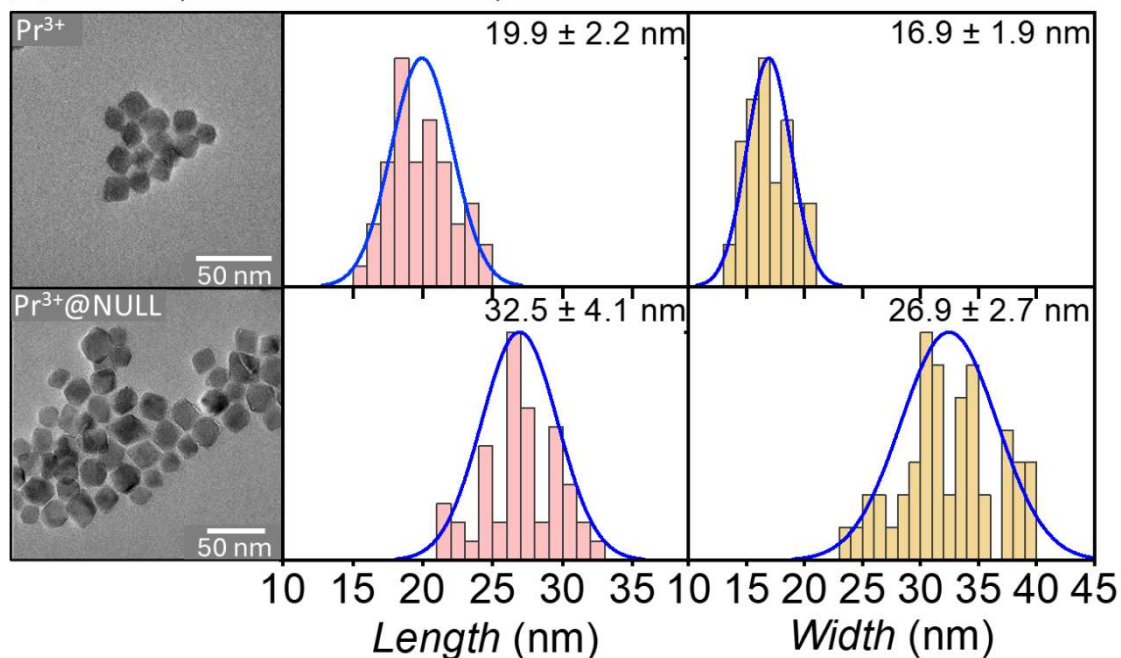 Pr³⁺
19.9 ± 2.2 nm
16.9 ± 1.9 nm
50 nm
Pr³⁺@NULL
32.5 ± 4.1 nm
26.9 ± 2.7 nm
50 nm
10 15 20 25 30 35 10 15 20 25 30 35 40 45
Length (nm) Width (nm)